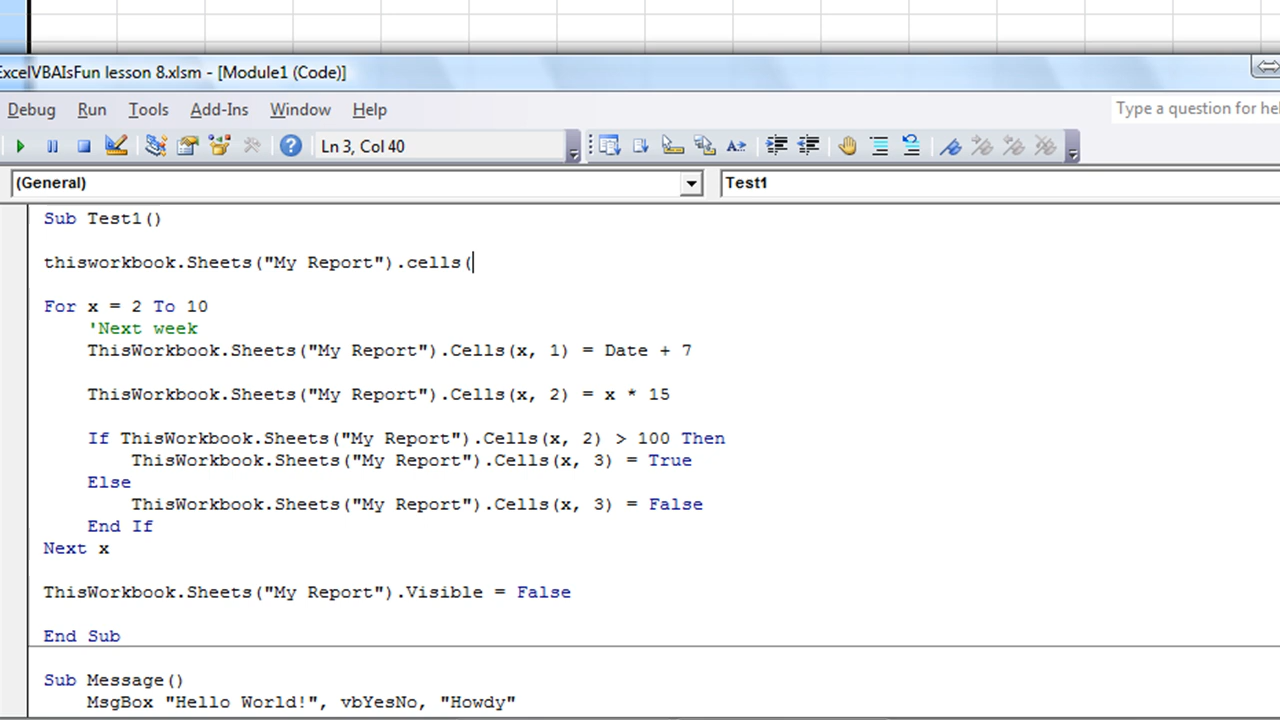 ExcelVBAIsFun lesson 8.xlsm - [Module1 (Code)]
Debug Run Tools Add-Ins Window Help
Type a question for hel
Ln 3, Col 40
(General) Test1
Sub Test1()
thisworkbook.Sheets("My Report").cells(
For x = 2 To 10
'Next week
ThisWorkbook.Sheets("My Report").Cells(x, 1) = Date + 7
ThisWorkbook.Sheets("My Report").Cells(x, 2) = x * 15
If ThisWorkbook.Sheets("My Report").Cells(x, 2) > 100 Then
ThisWorkbook.Sheets("My Report").Cells(x, 3) = True
Else
ThisWorkbook.Sheets("My Report").Cells(x, 3) = False
End If
Next x
ThisWorkbook.Sheets("My Report").Visible = False
End Sub
Sub Message()
MsgBox "Hello World!", vbYesNo, "Howdy"